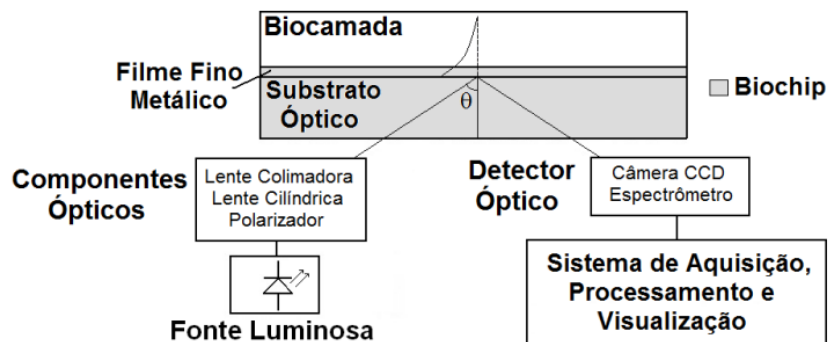 Biocamada
Filme Fino
Metálico
Substrato
Óptico
θ
Biochip
Componentes
Ópticos
Lente Colimadora
Lente Cilíndrica
Polarizador
Detector
Óptico
Câmera CCD
Espectrômetro
Fonte Luminosa
Sistema de Aquisição,
Processamento e
Visualização